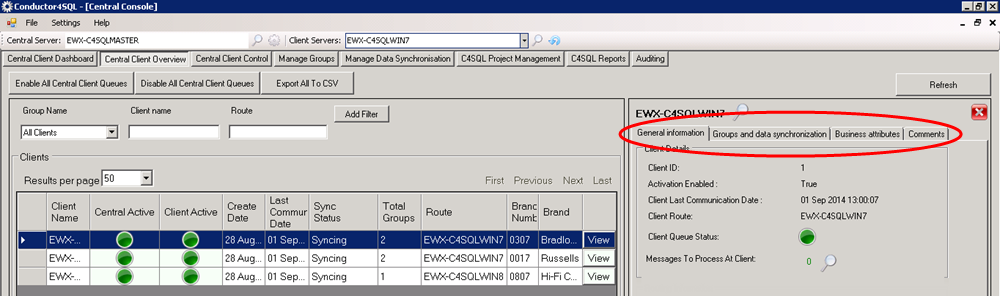 Conductor4SQL - [Central Console]
File Settings Help
Central Server: EWX-C4SQLMASTER Client Servers: EWX-C4SQLWIN7
Central Client Dashboard Central Client Overview Central Client Control Manage Groups Manage Data Synchronisation C4SQL Project Management C4SQL Reports Auditing
Enable All Central Client Queues Disable All Central Client Queues Export All To CSV Refresh
Group Name Client name Route Add Filter
All Clients
Clients
Results per page 50 First Previous Next Last
Client Name Central Active Client Active Create Date Last Commur Date Sync Status Total Groups Route Branc Numb Brand
EWX-... 28 Aug... 01 Sep... Syncing 2 EWX-C4SQLWIN7 0307 Bradlo... View
EWX-... 28 Aug... 01 Sep... Syncing 2 EWX-C4SQLWIN7 0017 Russells View
EWX-... 28 Aug... 01 Sep... Syncing 1 EWX-C4SQLWIN8 0807 Hi-Fi C... View
EWX-C4SQLWIN7
General information Groups and data synchronization Business attributes Comments
Client Details
Client ID: 1
Activation Enabled : True
Client Last Communication Date : 01 Sep 2014 13:00:07
Client Route: EWX-C4SQLWIN7
Client Queue Status:
Messages To Process At Client: 0